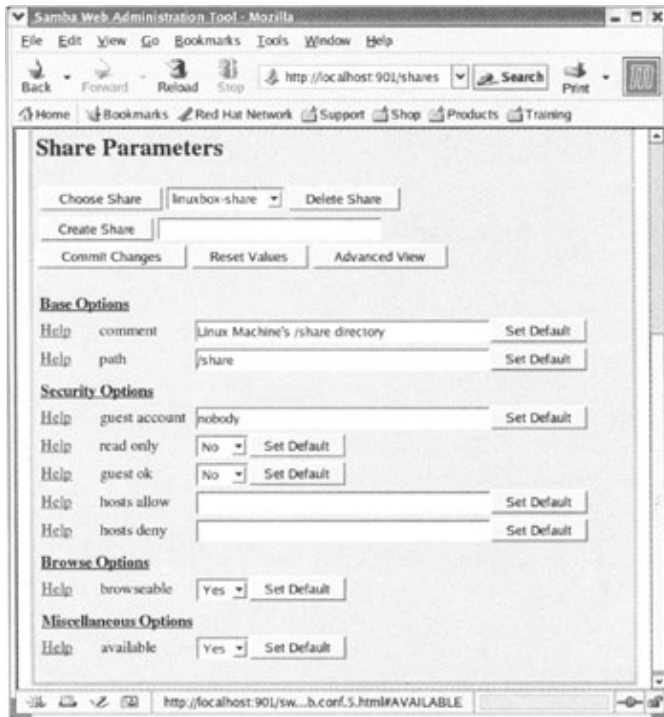 Samba Web Administration Tool - Mozilla
File Edit View Go Bookmarks Tools Window Help
Back Forward Reload Stop http://localhost:901/shares Search Print
Home Bookmarks Red Hat Network Support Shop Products Training
Share Parameters
Choose Share linuxbox-share Delete Share
Create Share
Commit Changes Reset Values Advanced View
Base Options
Help comment Linux Machine's /share directory Set Default
Help path /share Set Default
Security Options
Help guest account nobody Set Default
Help read only No Set Default
Help guest ok No Set Default
Help hosts allow Set Default
Help hosts deny Set Default
Browse Options
Help browseable Yes Set Default
Miscellaneous Options
Help available Yes Set Default
http://localhost:901/sw...b.conf.5.html#AVAILABLE